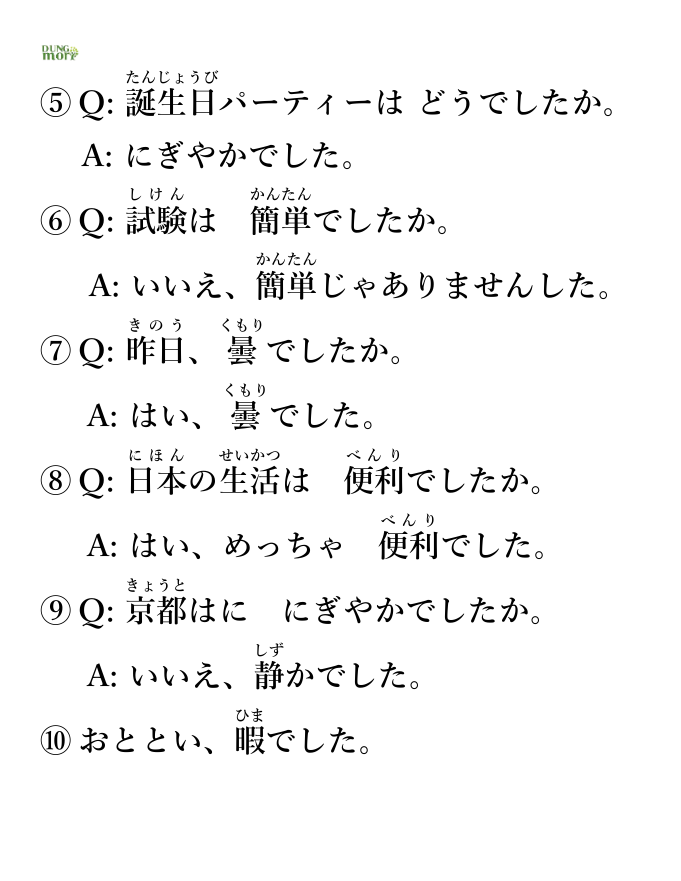 DUNG
mori
たんじょうび
⑤ Q: 誕生日パーティーは どうでしたか。
A: にぎやかでした。
しけん かんたん
⑥ Q: 試験は　簡単でしたか。
かんたん
A: いいえ、簡単じゃありませんした。
きのう くもり
⑦ Q: 昨日、曇でしたか。
くもり
A: はい、曇でした。
にほん せいかつ べんり
⑧ Q: 日本の生活は　便利でしたか。
べんり
A: はい、めっちゃ　便利でした。
きょうと
⑨ Q: 京都はに　にぎやかでしたか。
しず
A: いいえ、静かでした。
ひま
⑩ おととい、暇でした。